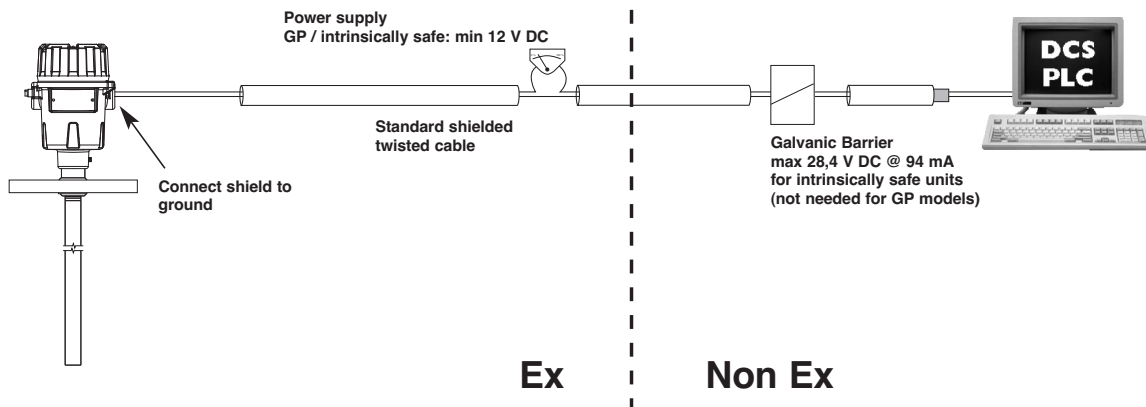 Power supply
GP / intrinsically safe: min 12 V DC
DCS
PLC
Standard shielded
twisted cable
Galvanic Barrier
max 28,4 V DC @ 94 mA
for intrinsically safe units
(not needed for GP models)
Connect shield to
ground
Ex
Non Ex